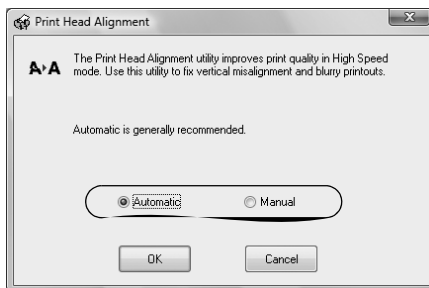 Print Head Alignment
The Print Head Alignment utility improves print quality in High Speed
mode. Use this utility to fix vertical misalignment and blurry printouts.
A▸A
Automatic is generally recommended.
Automatic Manual
OK Cancel